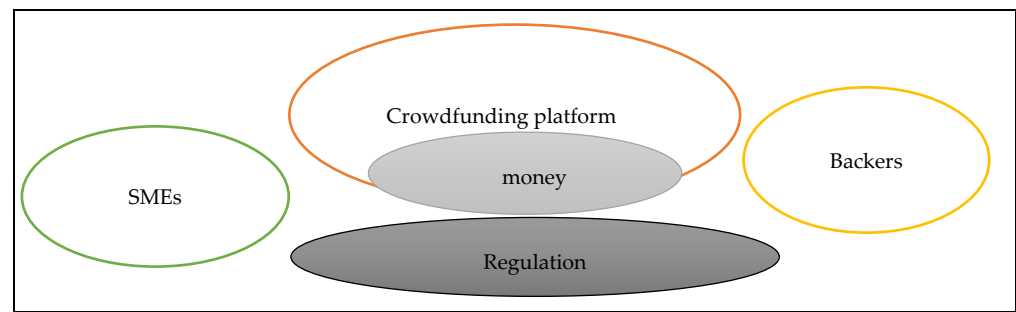 Crowdfunding platform
Backers
money
SMEs
Regulation